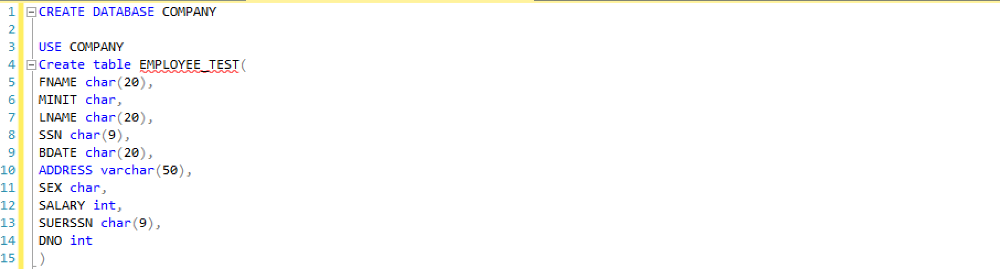 1 CREATE DATABASE COMPANY
2
3 USE COMPANY
4 Create table EMPLOYEE_TEST(
5 FNAME char(20),
6 MINIT char,
7 LNAME char(20),
8 SSN char(9),
9 BDATE char(20),
10 ADDRESS varchar(50),
11 SEX char,
12 SALARY int,
13 SUERSSN char(9),
14 DNO int
15 )